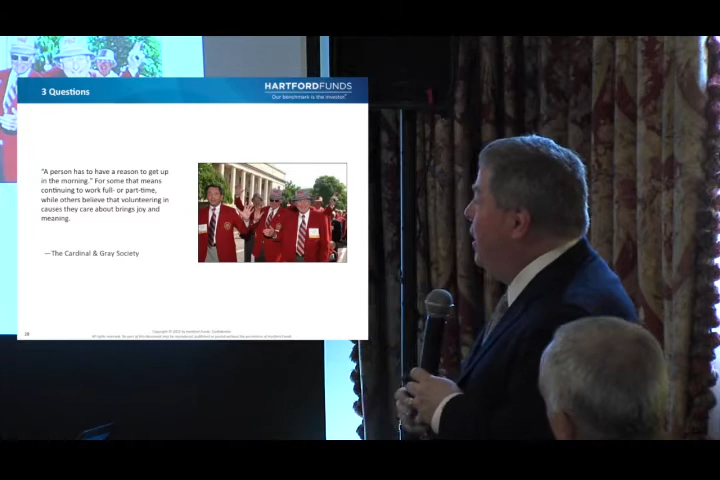 3 Questions
HARTFORDFUNDS
Our benchmark is the investor.
"A person has to have a reason to get up
in the morning." For some that means
continuing to work full- or part-time,
while others believe that volunteering in
causes they care about brings joy and
meaning.
—The Cardinal & Gray Society